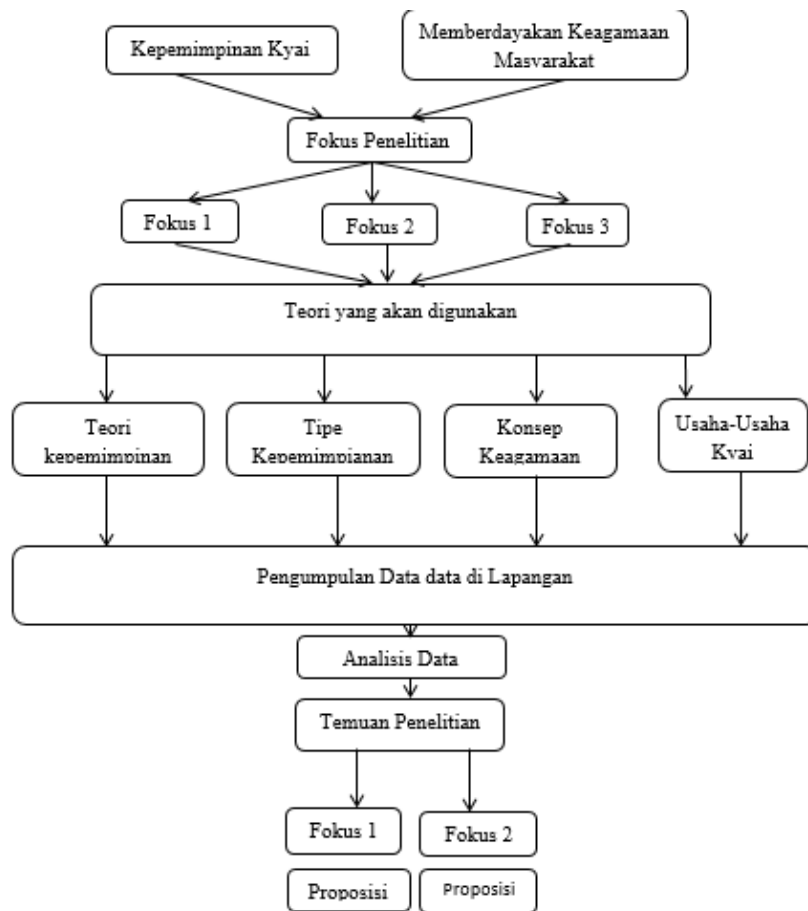 Kepemimpinan Kyai
Memberdayakan Keagamaan
Masyarakat
Fokus Penelitian
Fokus 1
Fokus 2
Fokus 3
Teori yang akan digunakan
Teori
kepemimpinan
Tipe
Kepemimpianan
Konsep
Keagamaan
Usaha-Usaha
Kyai
Pengumpulan Data data di Lapangan
Analisis Data
Temuan Penelitian
Fokus 1
Fokus 2
Proposisi
Proposisi